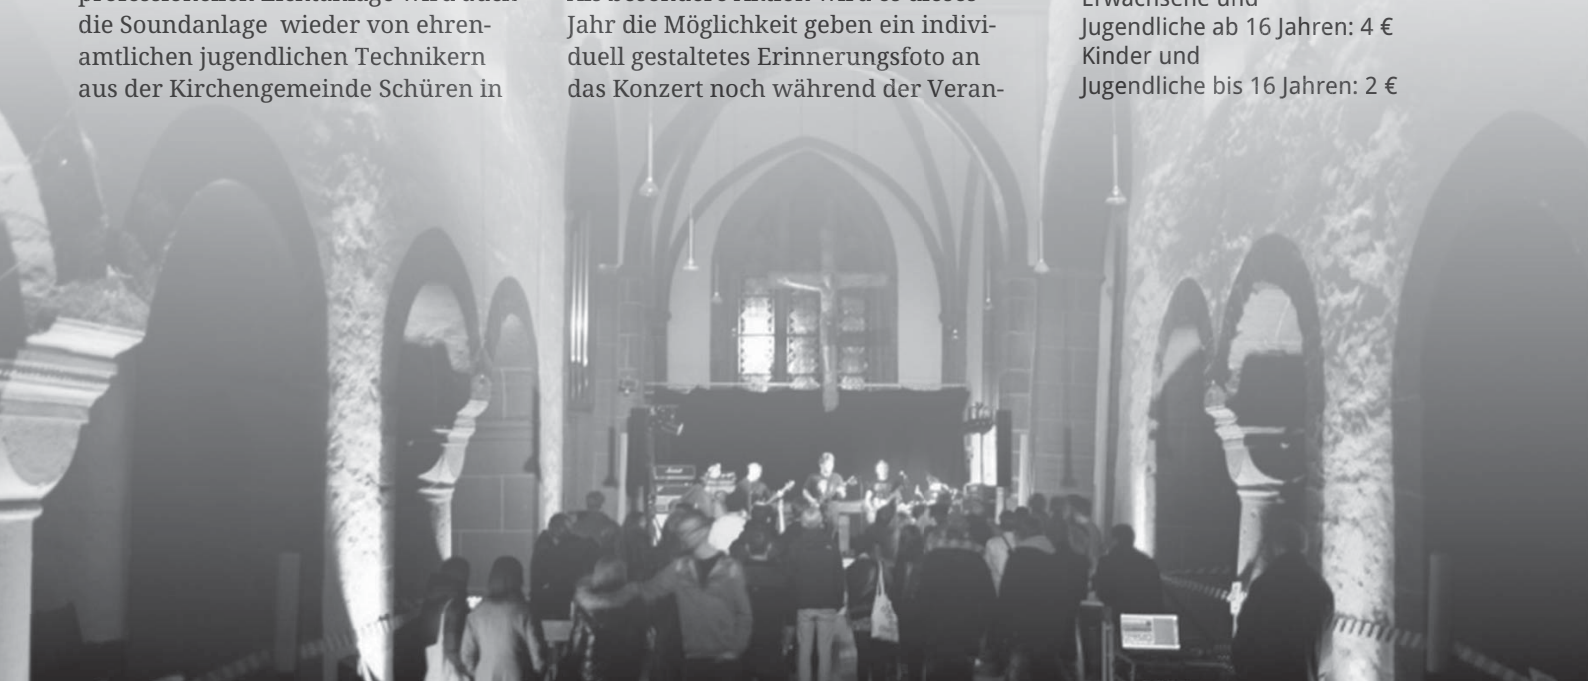 die Soundanlage  wieder von ehren-
amtlichen jugendlichen Technikern
aus der Kirchengemeinde Schüren in
Jahr die Möglichkeit geben ein indivi-
duell gestaltetes Erinnerungsfoto an
das Konzert noch während der Veran-
Erwachsene und
Jugendliche ab 16 Jahren: 4 €
Kinder und
Jugendliche bis 16 Jahren: 2 €